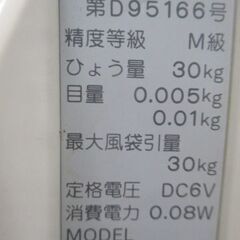 第D95166号
精度等級 M級
ひょう量 30kg
目量 0.005kg
0.01kg
最大風袋引量
30kg
定格電圧 DC6V
消費電力 0.08W
MODEL